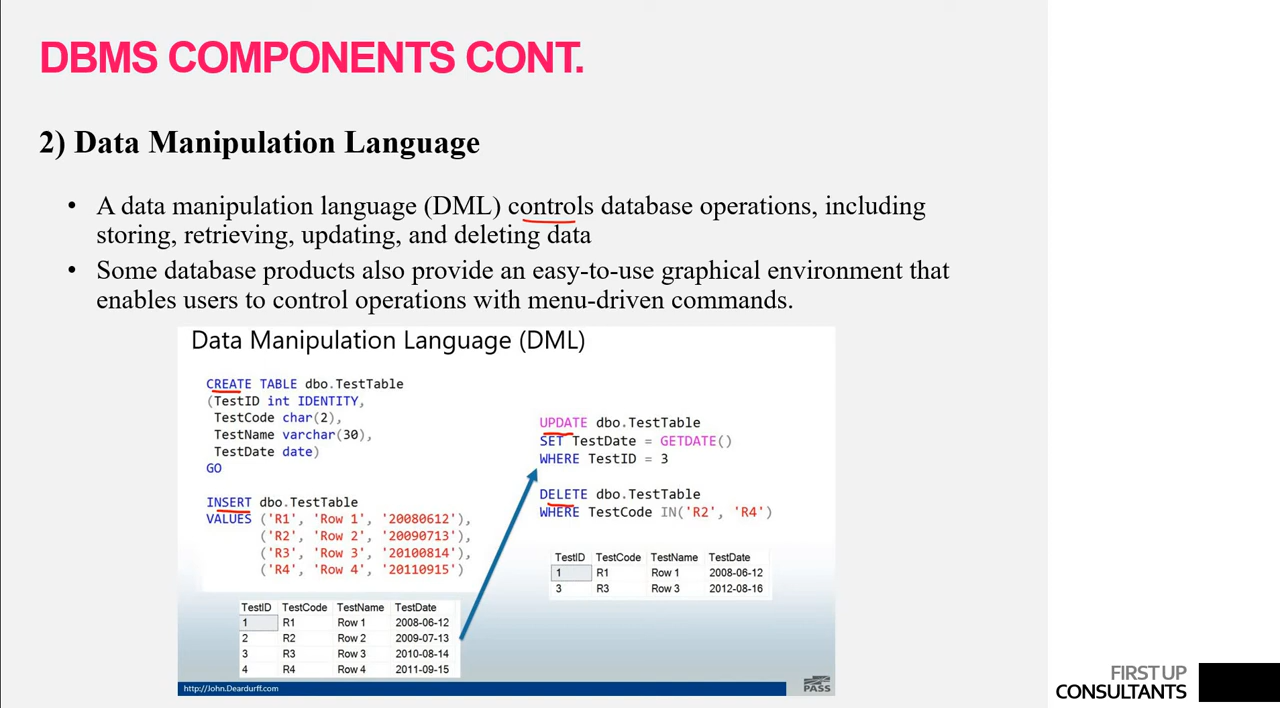 DBMS COMPONENTS CONT.
2) Data Manipulation Language
• A data manipulation language (DML) controls database operations, including
storing, retrieving, updating, and deleting data
• Some database products also provide an easy-to-use graphical environment that
enables users to control operations with menu-driven commands.
Data Manipulation Language (DML)
CREATE TABLE dbo.TestTable
(TestID int IDENTITY,
TestCode char(2),
TestName varchar(30),
TestDate date)
GO
INSERT dbo.TestTable
VALUES ('R1', 'Row 1', '20080612'),
('R2', 'Row 2', '20090713'),
('R3', 'Row 3', '20100814'),
('R4', 'Row 4', '20110915')
TestID TestCode TestName TestDate
1 R1 Row 1 2008-06-12
2 R2 Row 2 2009-07-13
3 R3 Row 3 2010-08-14
4 R4 Row 4 2011-09-15
UPDATE dbo.TestTable
SET TestDate = GETDATE()
WHERE TestID = 3
DELETE dbo.TestTable
WHERE TestCode IN('R2', 'R4')
TestID TestCode TestName TestDate
1 R1 Row 1 2008-06-12
3 R3 Row 3 2012-08-16
http://John.Deardurff.com
PASS
FIRST UP
CONSULTANTS